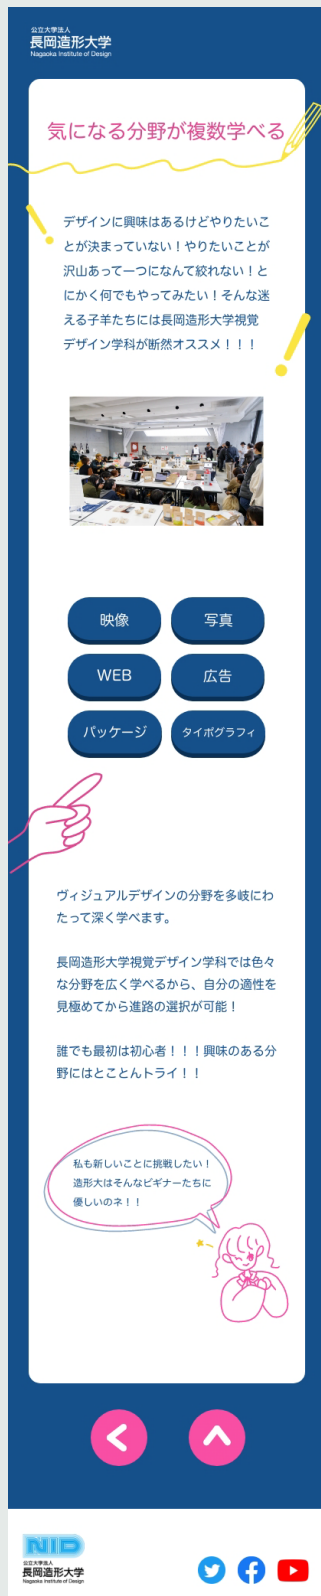 公立大学法人
長岡造形大学
Nagaoka Institute of Design
気になる分野が複数学べる
デザインに興味はあるけどやりたいこ
とが決まっていない！やりたいことが
沢山あって一つになんて絞れない！と
にかく何でもやってみたい！そんな迷
える子羊たちには長岡造形大学視覚
デザイン学科が断然オススメ！！！
映像
写真
WEB
広告
パッケージ
タイポグラフィ
ヴィジュアルデザインの分野を多岐にわ
たって深く学べます。
長岡造形大学視覚デザイン学科では色々
な分野を広く学べるから、自分の適性を
見極めてから進路の選択が可能！
誰でも最初は初心者！！！興味のある分
野にはとことんトライ！！
私も新しいことに挑戦したい！
造形大はそんなビギナーたちに
優しいのネ！！
NID
公立大学法人
長岡造形大学
Nagaoka Institute of Design